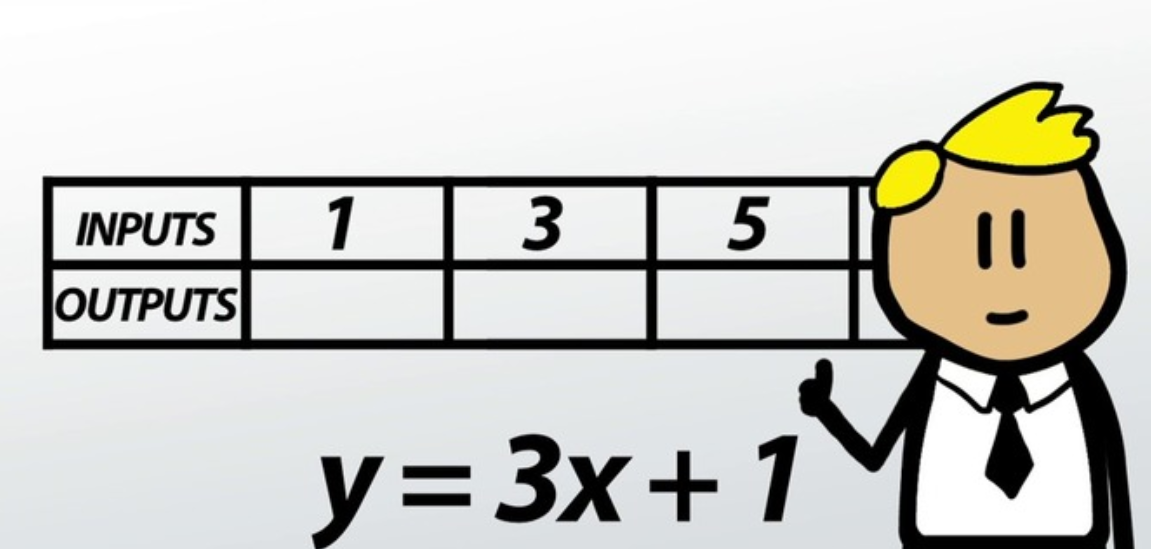 INPUTS 1 3 5
OUTPUTS
y = 3x + 1